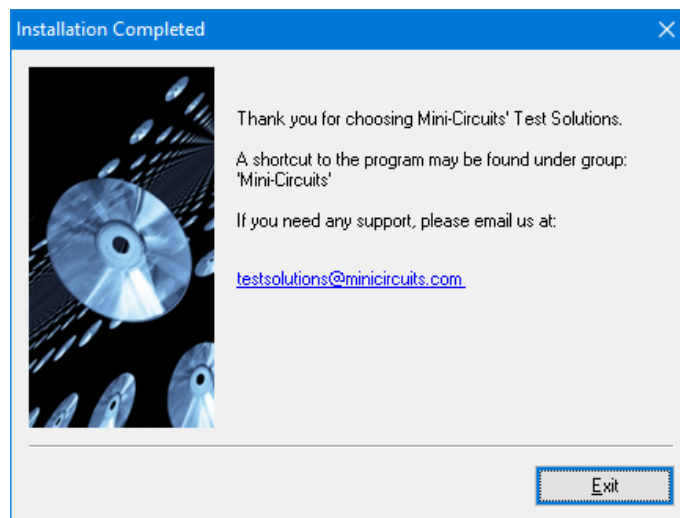 Installation Completed
Thank you for choosing Mini-Circuits' Test Solutions.
A shortcut to the program may be found under group:
'Mini-Circuits'
If you need any support, please email us at:
testsolutions@minicircuits.com
Exit